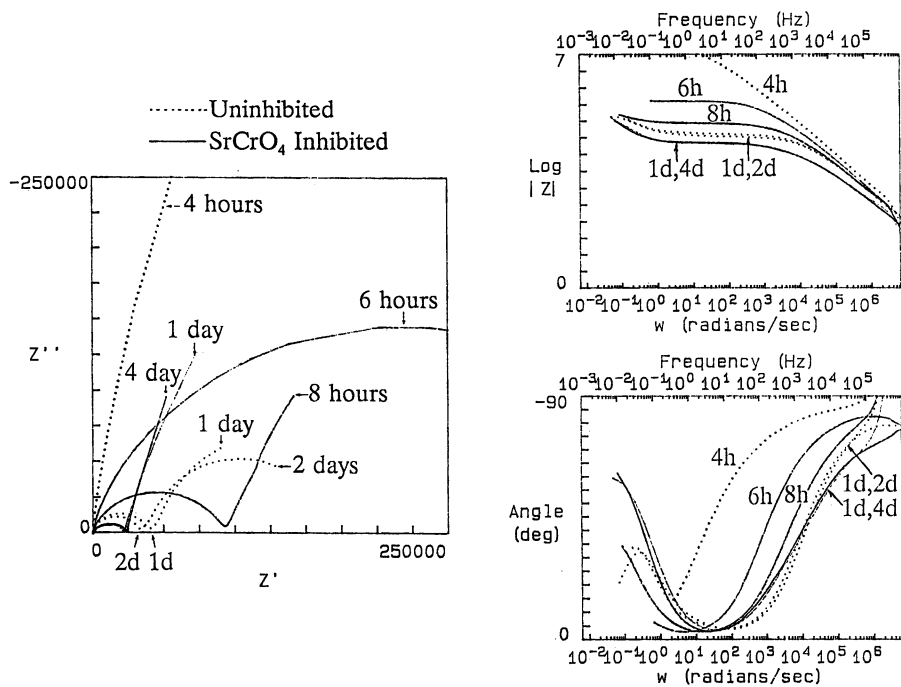 Uninhibited
SrCrO₄ Inhibited
-250000
4 hours
6 hours
1 day
4 day
8 hours
1 day
2 days
Z''
0
0
2d 1d
250000
Z'
Frequency (Hz)
10⁻³ 10⁻² 10⁻¹ 10⁰ 10¹ 10² 10³ 10⁴ 10⁵
7
4h
6h
8h
1d,4d
1d,2d
Log
|Z|
0
10⁻² 10⁻¹ 10⁰ 10¹ 10² 10³ 10⁴ 10⁵ 10⁶
w (radians/sec)
Frequency (Hz)
10⁻³ 10⁻² 10⁻¹ 10⁰ 10¹ 10² 10³ 10⁴ 10⁵
-90
4h
6h
8h
1d,2d
1d,4d
Angle
(deg)
0
10⁻² 10⁻¹ 10⁰ 10¹ 10² 10³ 10⁴ 10⁵ 10⁶
w (radians/sec)